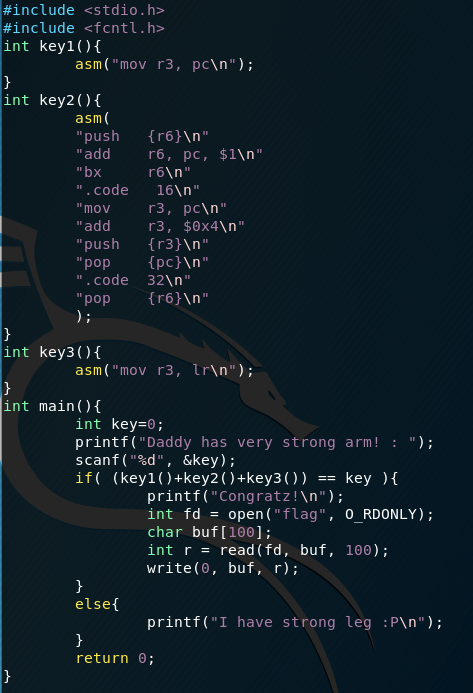 #include <stdio.h>
#include <fcntl.h>
int key1(){
        asm("mov r3, pc\n");
}
int key2(){
        asm(
        "push   {r6}\n"
        "add    r6, pc, $1\n"
        "bx     r6\n"
        ".code   16\n"
        "mov    r3, pc\n"
        "add    r3, $0x4\n"
        "push   {r3}\n"
        "pop    {pc}\n"
        ".code  32\n"
        "pop    {r6}\n"
        );
}
int key3(){
        asm("mov r3, lr\n");
}
int main(){
        int key=0;
        printf("Daddy has very strong arm! : ");
        scanf("%d", &key);
        if( (key1()+key2()+key3()) == key ){
                printf("Congratz!\n");
                int fd = open("flag", O_RDONLY);
                char buf[100];
                int r = read(fd, buf, 100);
                write(0, buf, r);
        }
        else{
                printf("I have strong leg :P\n");
        }
        return 0;
}